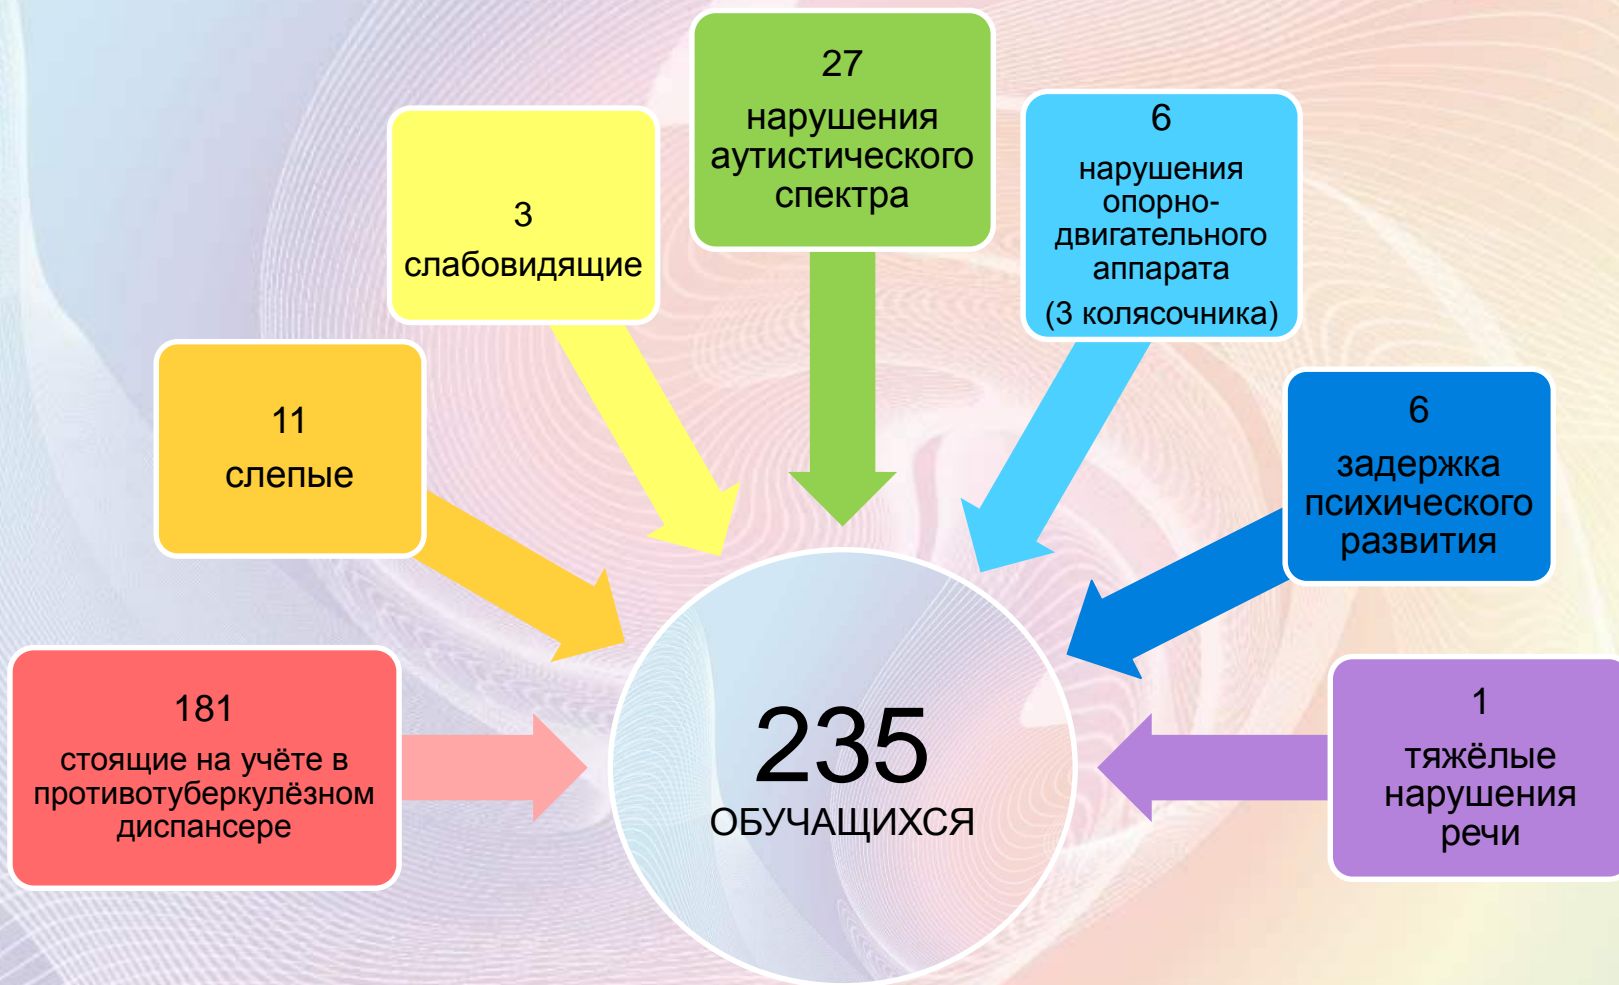 27
нарушения
аутистического
спектра
6
нарушения
опорно-
двигательного
аппарата
(3 колясочника)
3
слабовидящие
11
слепые
6
задержка
психического
развития
181
стоящие на учёте в
противотуберкулёзном
диспансере
235
ОБУЧАЩИХСЯ
1
тяжёлые
нарушения
речи